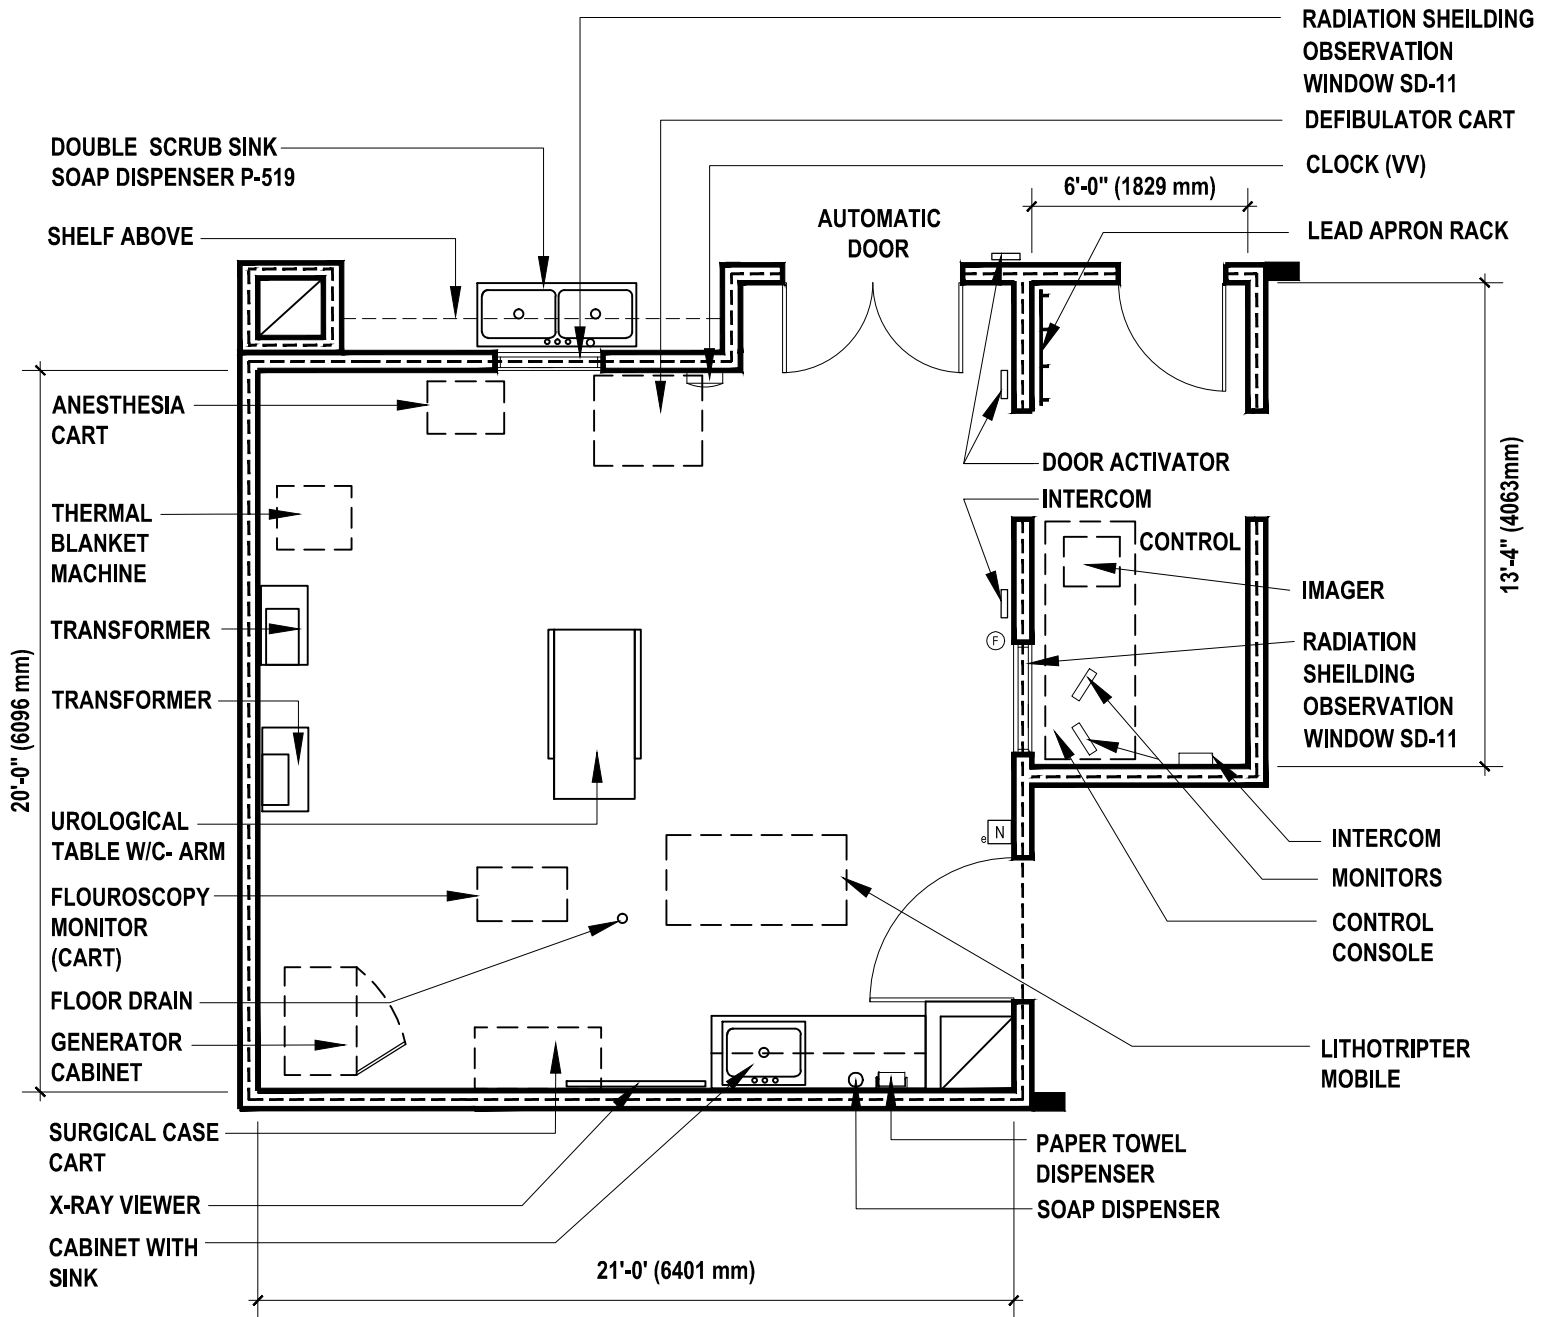 RADIATION SHEILDING
OBSERVATION
WINDOW SD-11
DEFIBULATOR CART
CLOCK (VV)
6'-0" (1829 mm)
LEAD APRON RACK
DOUBLE SCRUB SINK
SOAP DISPENSER P-519
SHELF ABOVE
AUTOMATIC
DOOR
ANESTHESIA
CART
THERMAL
BLANKET
MACHINE
TRANSFORMER
TRANSFORMER
20'-0" (6096 mm)
UROLOGICAL
TABLE W/C- ARM
FLOUROSCOPY
MONITOR
(CART)
FLOOR DRAIN
GENERATOR
CABINET
SURGICAL CASE
CART
X-RAY VIEWER
CABINET WITH
SINK
21'-0' (6401 mm)
DOOR ACTIVATOR
INTERCOM
CONTROL
F
e
N
13'-4" (4063mm)
IMAGER
RADIATION
SHEILDING
OBSERVATION
WINDOW SD-11
INTERCOM
MONITORS
CONTROL
CONSOLE
LITHOTRIPTER
MOBILE
PAPER TOWEL
DISPENSER
SOAP DISPENSER